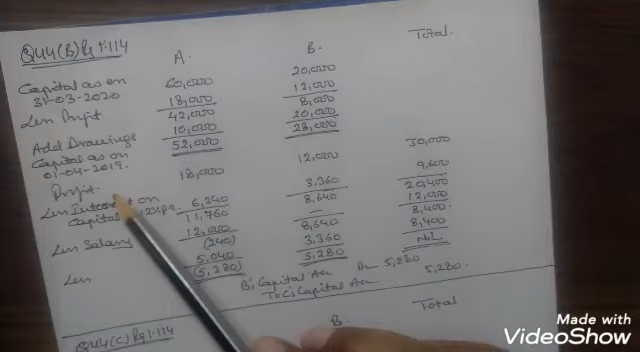 Q44(B) Pg 1.114
A. B. Total.
Capital as on 60,000 20,000
31-03-2020
Less Profit 18,000 12,000
42,000 8,000
Add Drawings 10,000 20,000
Capital as on 52,000 28,000
01-04-2019.
Profit. 18,000 12,000 30,000
Less Interest on 6,240 3,360 9,600
Capital 12% pa 11,760 8,640 20,400
Less Salary 12,000 — 12,000
(240) 8,640 8,400
Less 5,040 3,360 8,400
(5,280) 5,280 NIL
B's Capital A/c Dr 5,280
To C's Capital A/c 5,280.
Q44(C) Pg 1.114
B. Total
Made with
VideoShow